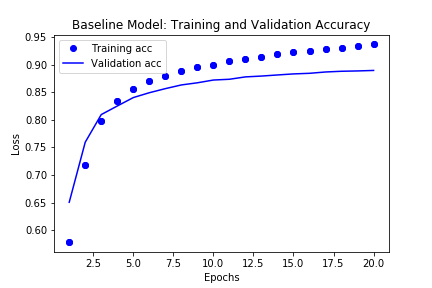 Baseline Model: Training and Validation Accuracy
Training acc
Validation acc
Loss
0.95
0.90
0.85
0.80
0.75
0.70
0.65
0.60
2.5 5.0 7.5 10.0 12.5 15.0 17.5 20.0
Epochs